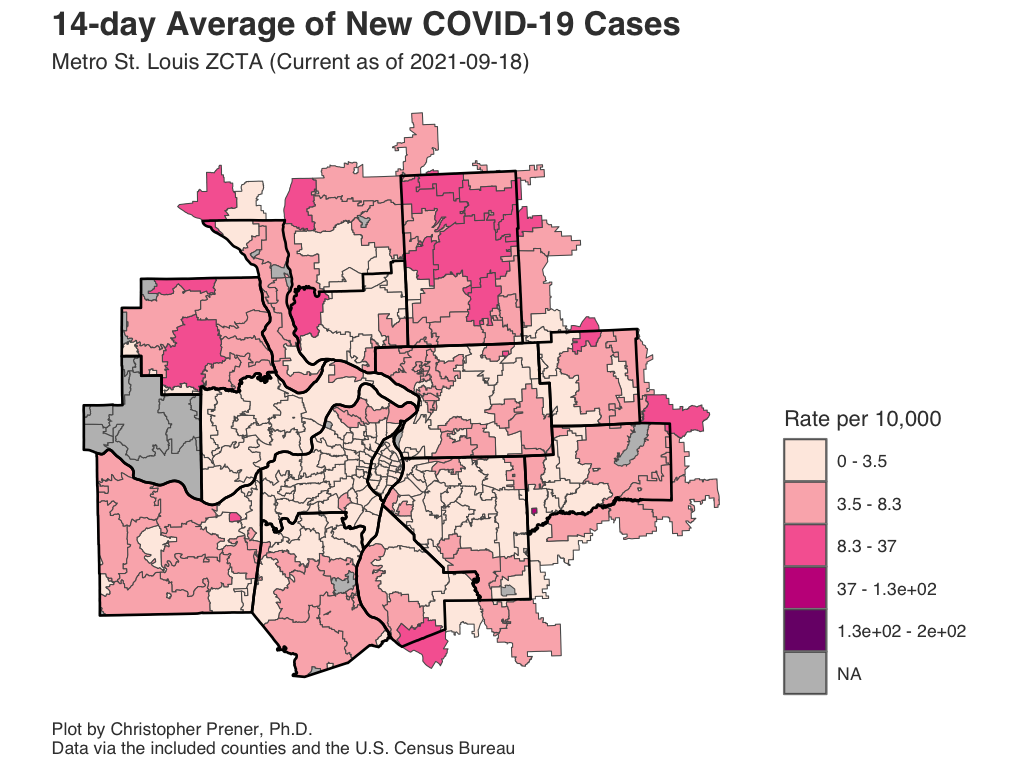 14-day Average of New COVID-19 Cases
Metro St. Louis ZCTA (Current as of 2021-09-18)
Rate per 10,000
0 - 3.5
3.5 - 8.3
8.3 - 37
37 - 1.3e+02
1.3e+02 - 2e+02
NA
Plot by Christopher Prener, Ph.D.
Data via the included counties and the U.S. Census Bureau